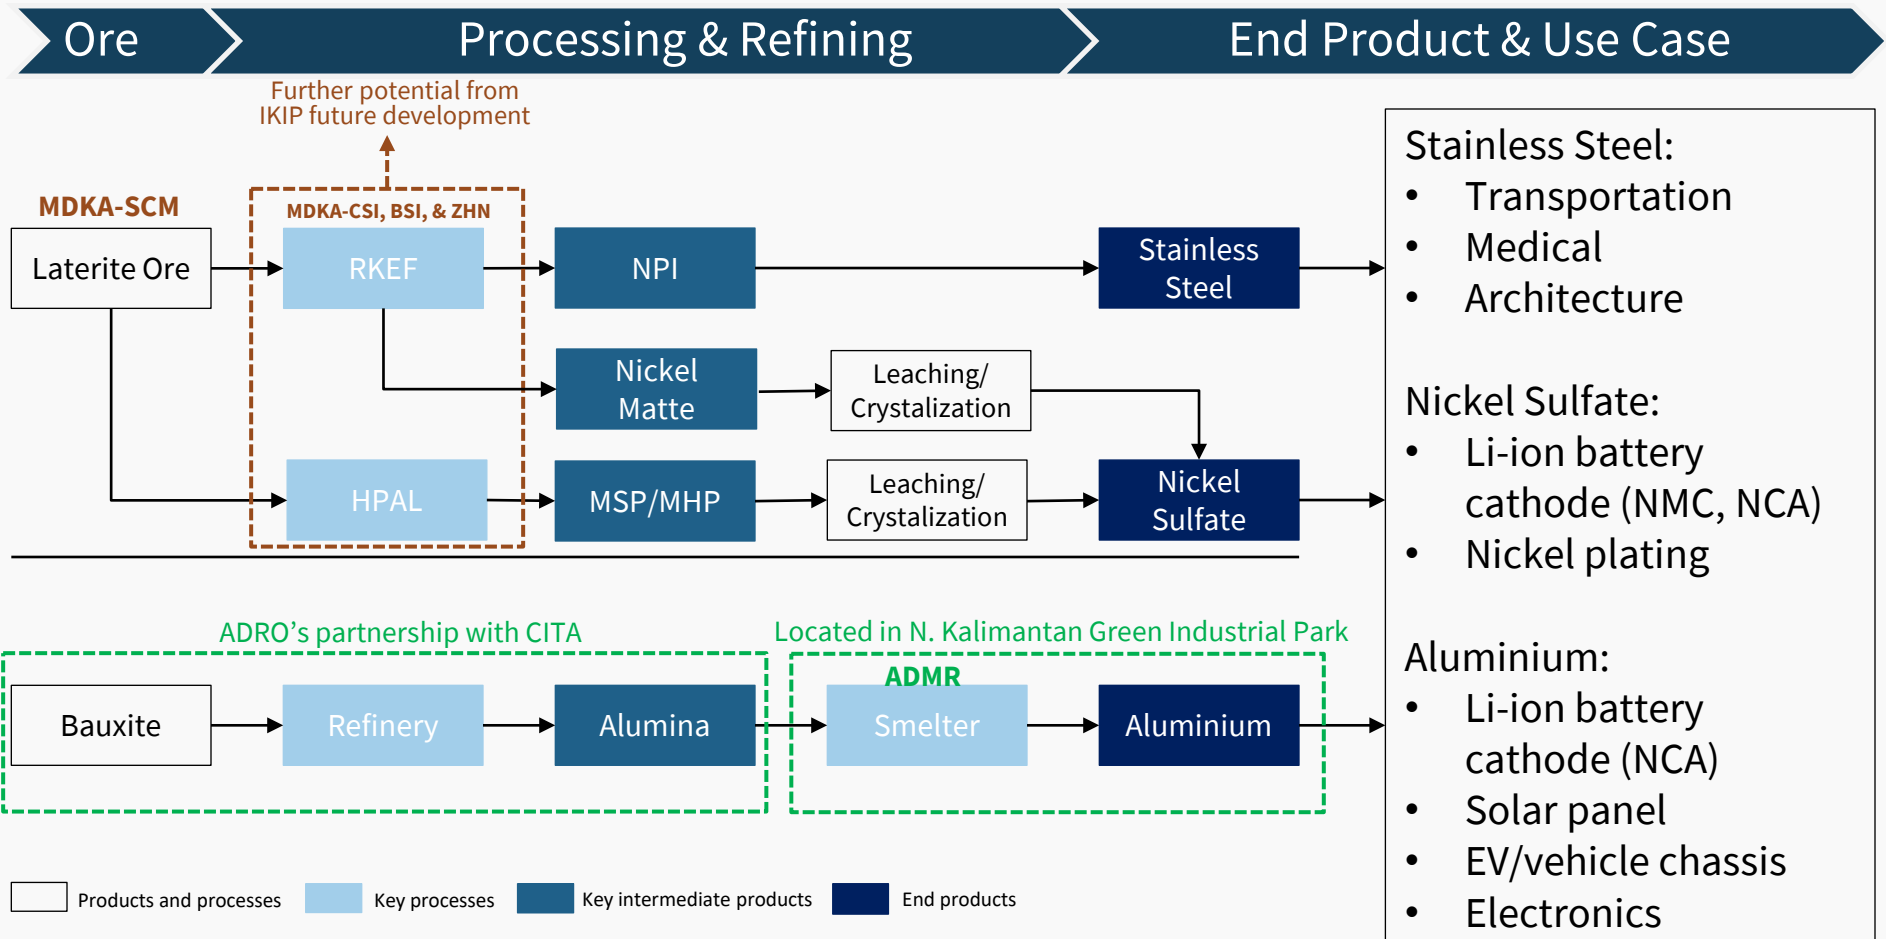 Ore
Processing & Refining
End Product & Use Case
Further potential from
IKIP future development
MDKA-SCM
MDKA-CSI, BSI, & ZHN
Laterite Ore
RKEF
NPI
Stainless
Steel
Nickel
Matte
Leaching/
Crystalization
HPAL
MSP/MHP
Leaching/
Crystalization
Nickel
Sulfate
ADRO’s partnership with CITA
Located in N. Kalimantan Green Industrial Park
ADMR
Bauxite
Refinery
Alumina
Smelter
Aluminium
Stainless Steel:
• Transportation
• Medical
• Architecture
Nickel Sulfate:
• Li-ion battery
cathode (NMC, NCA)
• Nickel plating
Aluminium:
• Li-ion battery
cathode (NCA)
• Solar panel
• EV/vehicle chassis
• Electronics
Products and processes
Key processes
Key intermediate products
End products